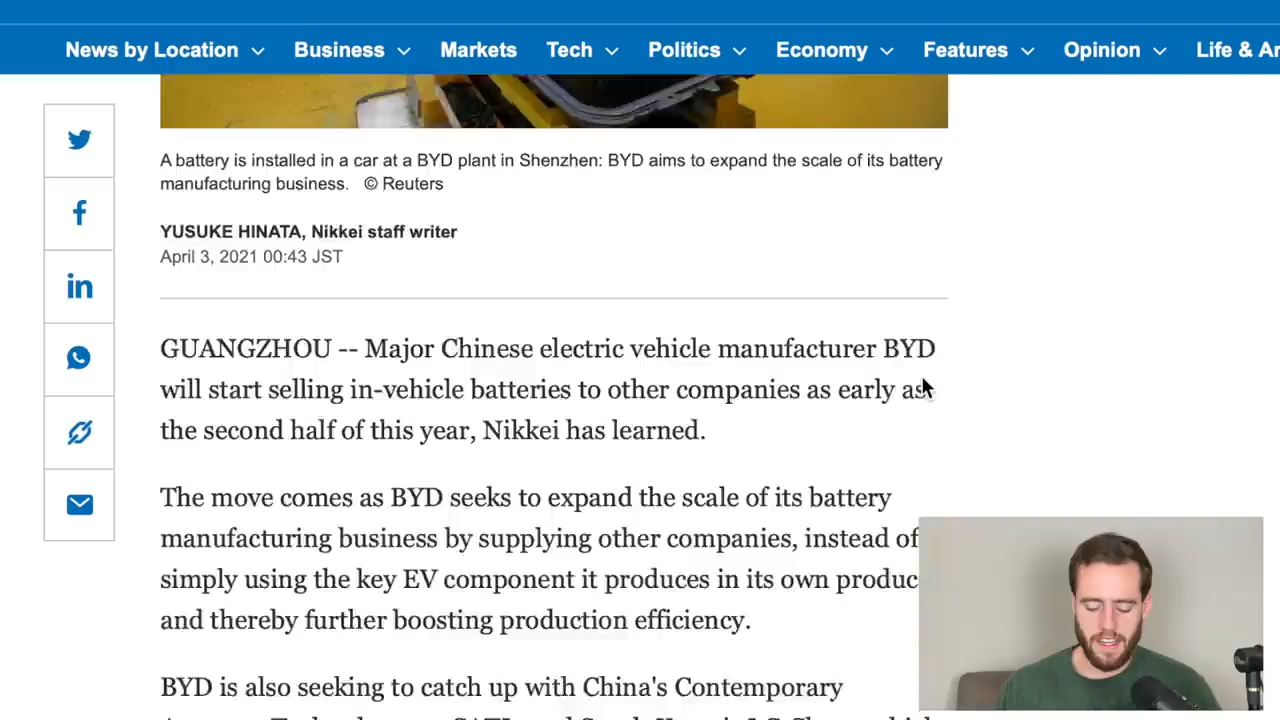 News by Location Business Markets Tech Politics Economy Features Opinion Life & Ar
A battery is installed in a car at a BYD plant in Shenzhen: BYD aims to expand the scale of its battery
manufacturing business. © Reuters
YUSUKE HINATA, Nikkei staff writer
April 3, 2021 00:43 JST
GUANGZHOU -- Major Chinese electric vehicle manufacturer BYD
will start selling in-vehicle batteries to other companies as early as
the second half of this year, Nikkei has learned.
The move comes as BYD seeks to expand the scale of its battery
manufacturing business by supplying other companies, instead of
simply using the key EV component it produces in its own produc
and thereby further boosting production efficiency.
BYD is also seeking to catch up with China's Contemporary